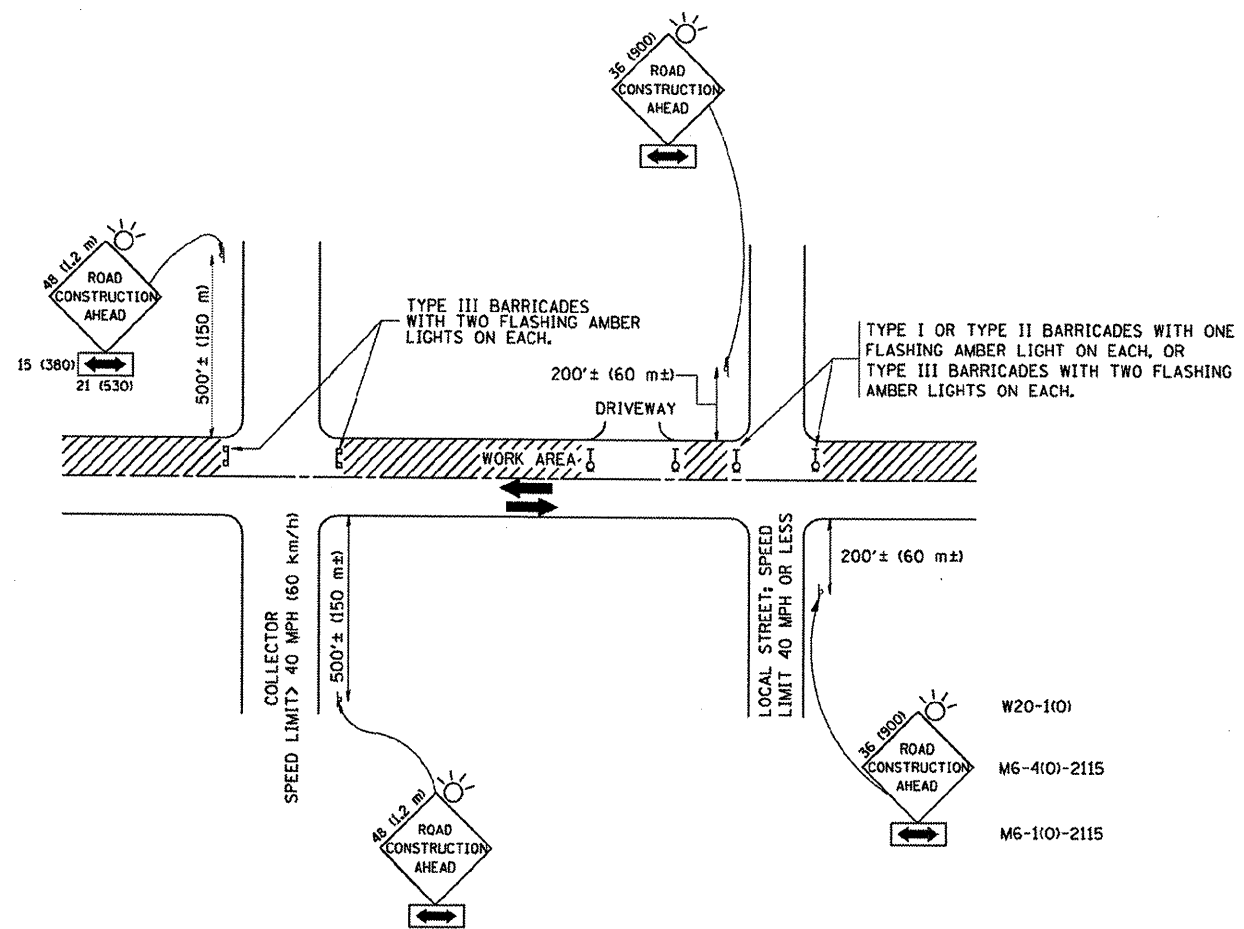 36 (900)
ROAD
CONSTRUCTION
AHEAD
48 (1.2 m)
ROAD
CONSTRUCTION
AHEAD
15 (380)
21 (530)
500'± (150 m)
TYPE III BARRICADES
WITH TWO FLASHING AMBER
LIGHTS ON EACH.
200'± (60 m±)
DRIVEWAY
TYPE I OR TYPE II BARRICADES WITH ONE
FLASHING AMBER LIGHT ON EACH, OR
TYPE III BARRICADES WITH TWO FLASHING
AMBER LIGHTS ON EACH.
WORK AREA
COLLECTOR
SPEED LIMIT> 40 MPH (60 km/h)
500'± (150 m±)
LOCAL STREET; SPEED
LIMIT 40 MPH OR LESS
200'± (60 m±)
36 (900)
ROAD
CONSTRUCTION
AHEAD
W20-1(O)
M6-4(O)-2115
M6-1(O)-2115
48 (1.2 m)
ROAD
CONSTRUCTION
AHEAD